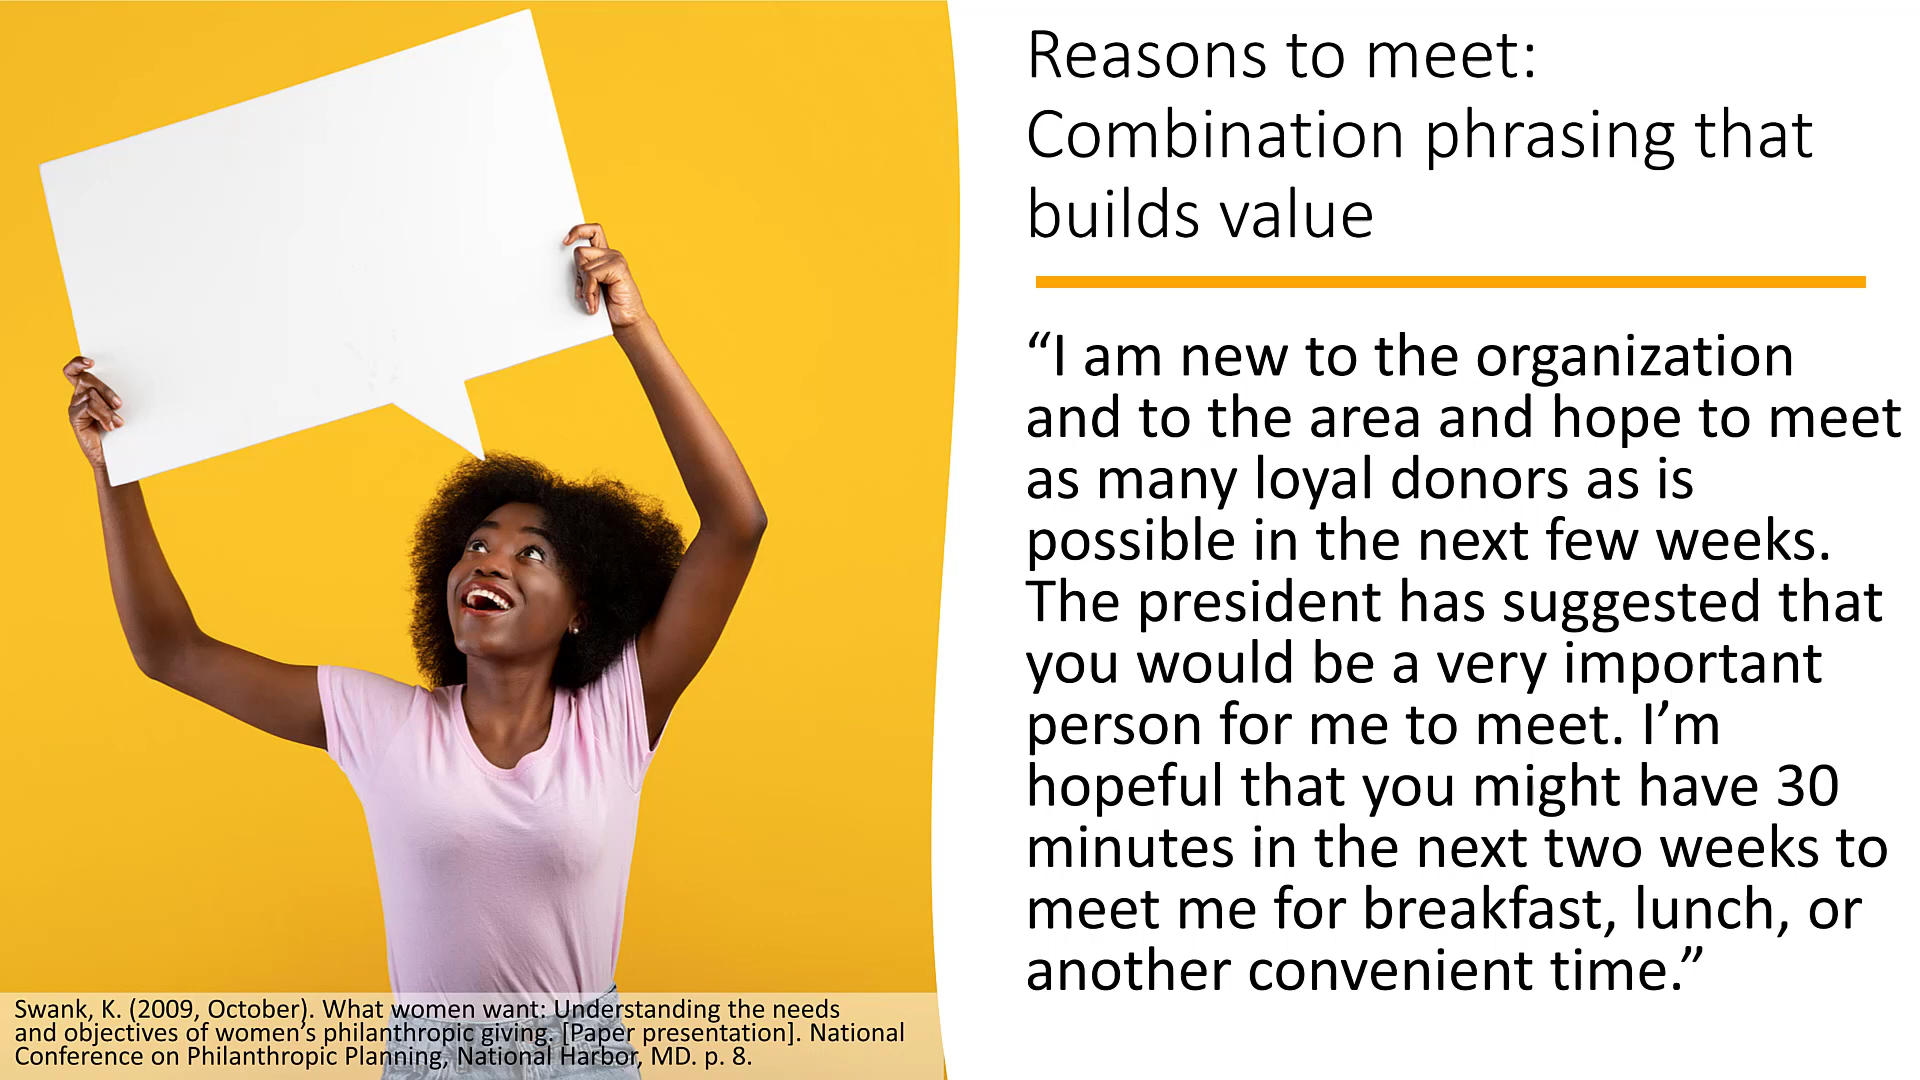 Reasons to meet:
Combination phrasing that
builds value
“I am new to the organization
and to the area and hope to meet
as many loyal donors as is
possible in the next few weeks.
The president has suggested that
you would be a very important
person for me to meet. I’m
hopeful that you might have 30
minutes in the next two weeks to
meet me for breakfast, lunch, or
another convenient time.”
Swank, K. (2009, October). What women want: Understanding the needs
and objectives of women’s philanthropic giving. [Paper presentation]. National
Conference on Philanthropic Planning, National Harbor, MD. p. 8.